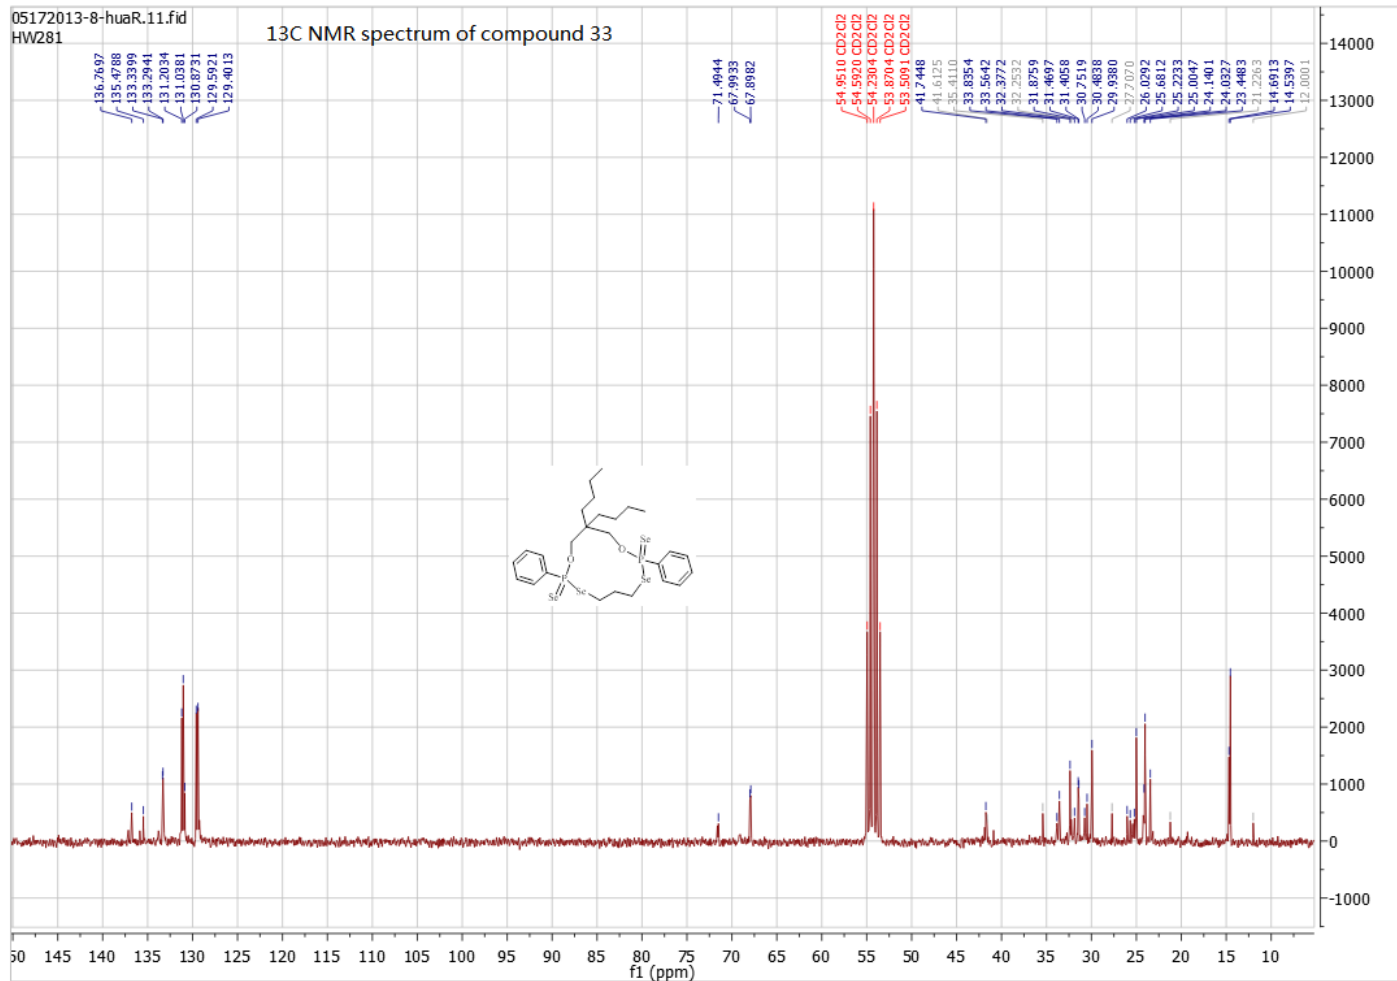 05172013-8-huaR.11.fid
HW281
13C NMR spectrum of compound 33
136.7697
135.4788
133.3399
133.2941
131.2034
131.0381
130.8731
129.5921
129.4013
71.4944
67.9933
67.8982
54.9510 CD2Cl2
54.5920 CD2Cl2
54.2304 CD2Cl2
53.8704 CD2Cl2
53.5091 CD2Cl2
41.7448
41.6125
35.4110
33.8354
33.5642
32.3772
32.2532
31.8759
31.4697
31.4058
30.7519
30.4838
29.9380
27.7070
26.0292
25.6812
25.2233
25.0047
24.1401
24.0327
23.4483
21.2263
14.6913
14.5397
12.0001
14000
13000
12000
11000
10000
9000
8000
7000
6000
5000
4000
3000
2000
1000
0
-1000
Se
O
O
P
P
Se
Se
Se
50 145 140 135 130 125 120 115 110 105 100 95 90 85 80 75 70 65 60 55 50 45 40 35 30 25 20 15 10
f1 (ppm)